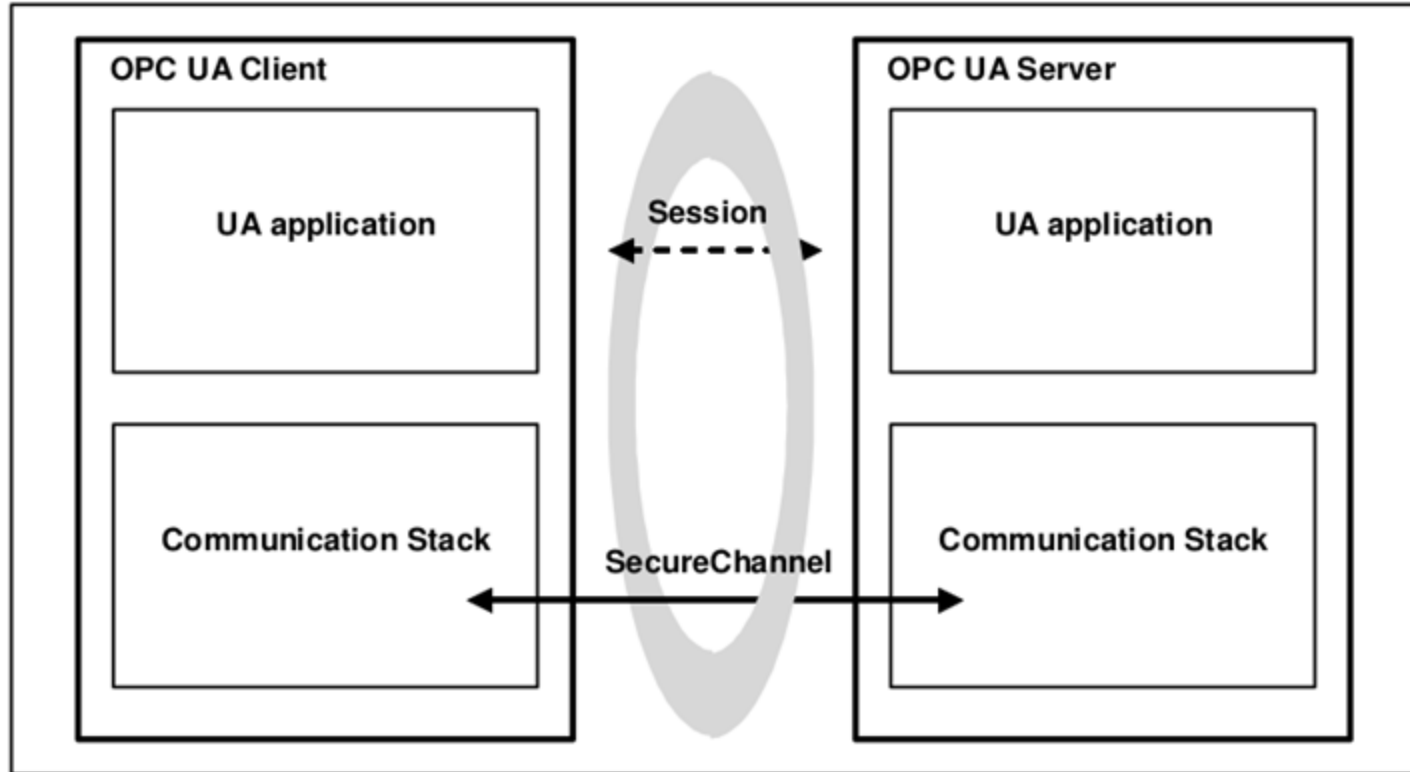 OPC UA Client
UA application
Communication Stack
Session
SecureChannel
OPC UA Server
UA application
Communication Stack